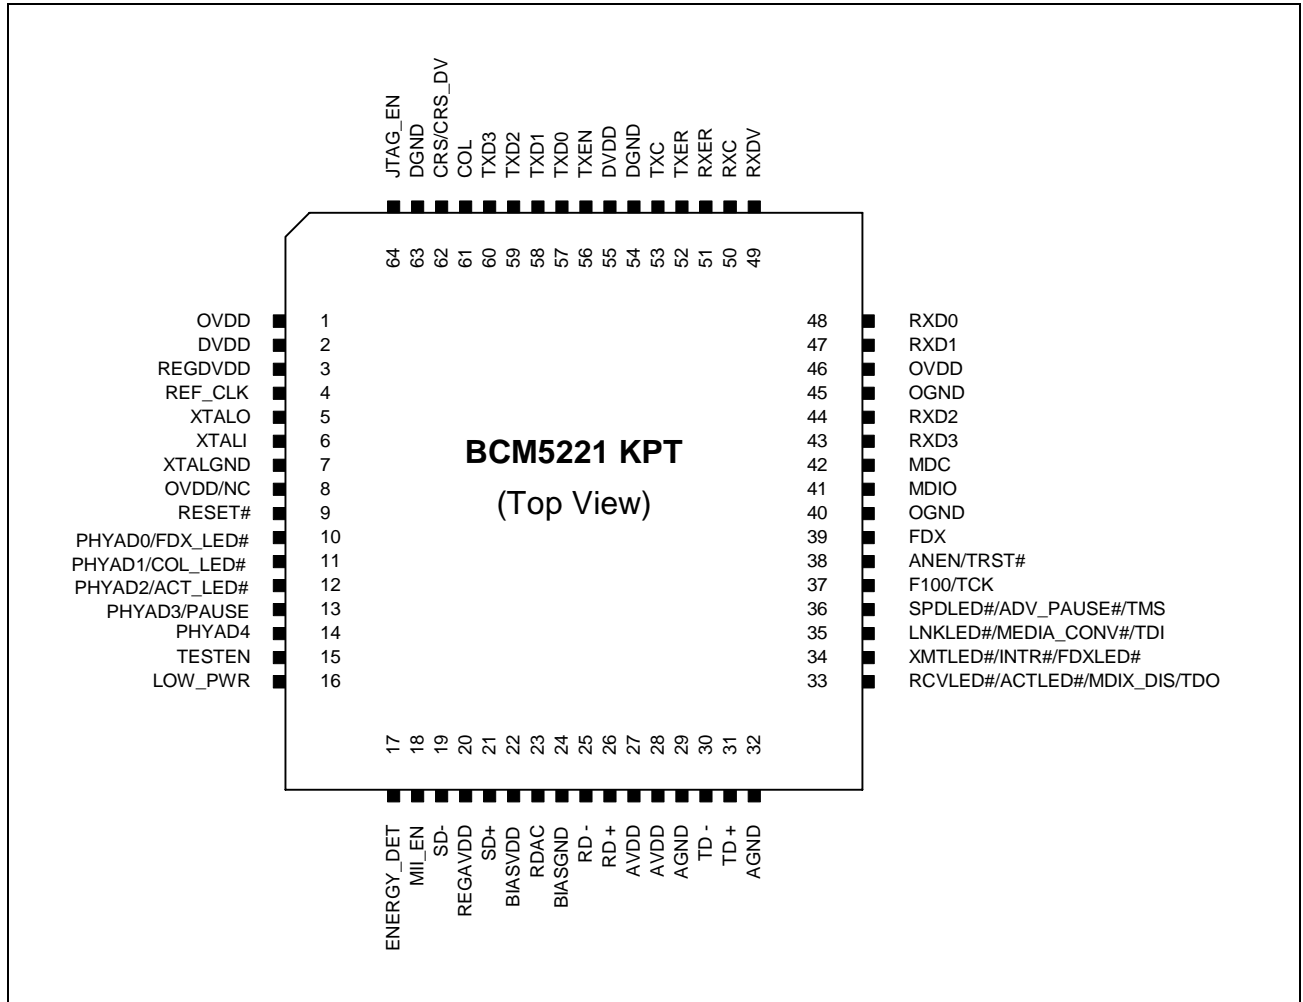 JTAG_EN
DGND
CRS/CRS_DV
COL
TXD3
TXD2
TXD1
TXD0
TXEN
DVDD
DGND
TXC
TXER
RXER
RXC
RXDV
64
63
62
61
60
59
58
57
56
55
54
53
52
51
50
49
OVDD 1
DVDD 2
REGDVDD 3
REF_CLK 4
XTALO 5
XTALI 6
XTALGND 7
OVDD/NC 8
RESET# 9
PHYAD0/FDX_LED# 10
PHYAD1/COL_LED# 11
PHYAD2/ACT_LED# 12
PHYAD3/PAUSE 13
PHYAD4 14
TESTEN 15
LOW_PWR 16
BCM5221 KPT
(Top View)
48 RXD0
47 RXD1
46 OVDD
45 OGND
44 RXD2
43 RXD3
42 MDC
41 MDIO
40 OGND
39 FDX
38 ANEN/TRST#
37 F100/TCK
36 SPDLED#/ADV_PAUSE#/TMS
35 LNKLED#/MEDIA_CONV#/TDI
34 XMTLED#/INTR#/FDXLED#
33 RCVLED#/ACTLED#/MDIX_DIS/TDO
17
18
19
20
21
22
23
24
25
26
27
28
29
30
31
32
ENERGY_DET
MII_EN
SD-
REGAVDD
SD+
BIASVDD
RDAC
BIASGND
RD -
RD +
AVDD
AVDD
AGND
TD -
TD +
AGND